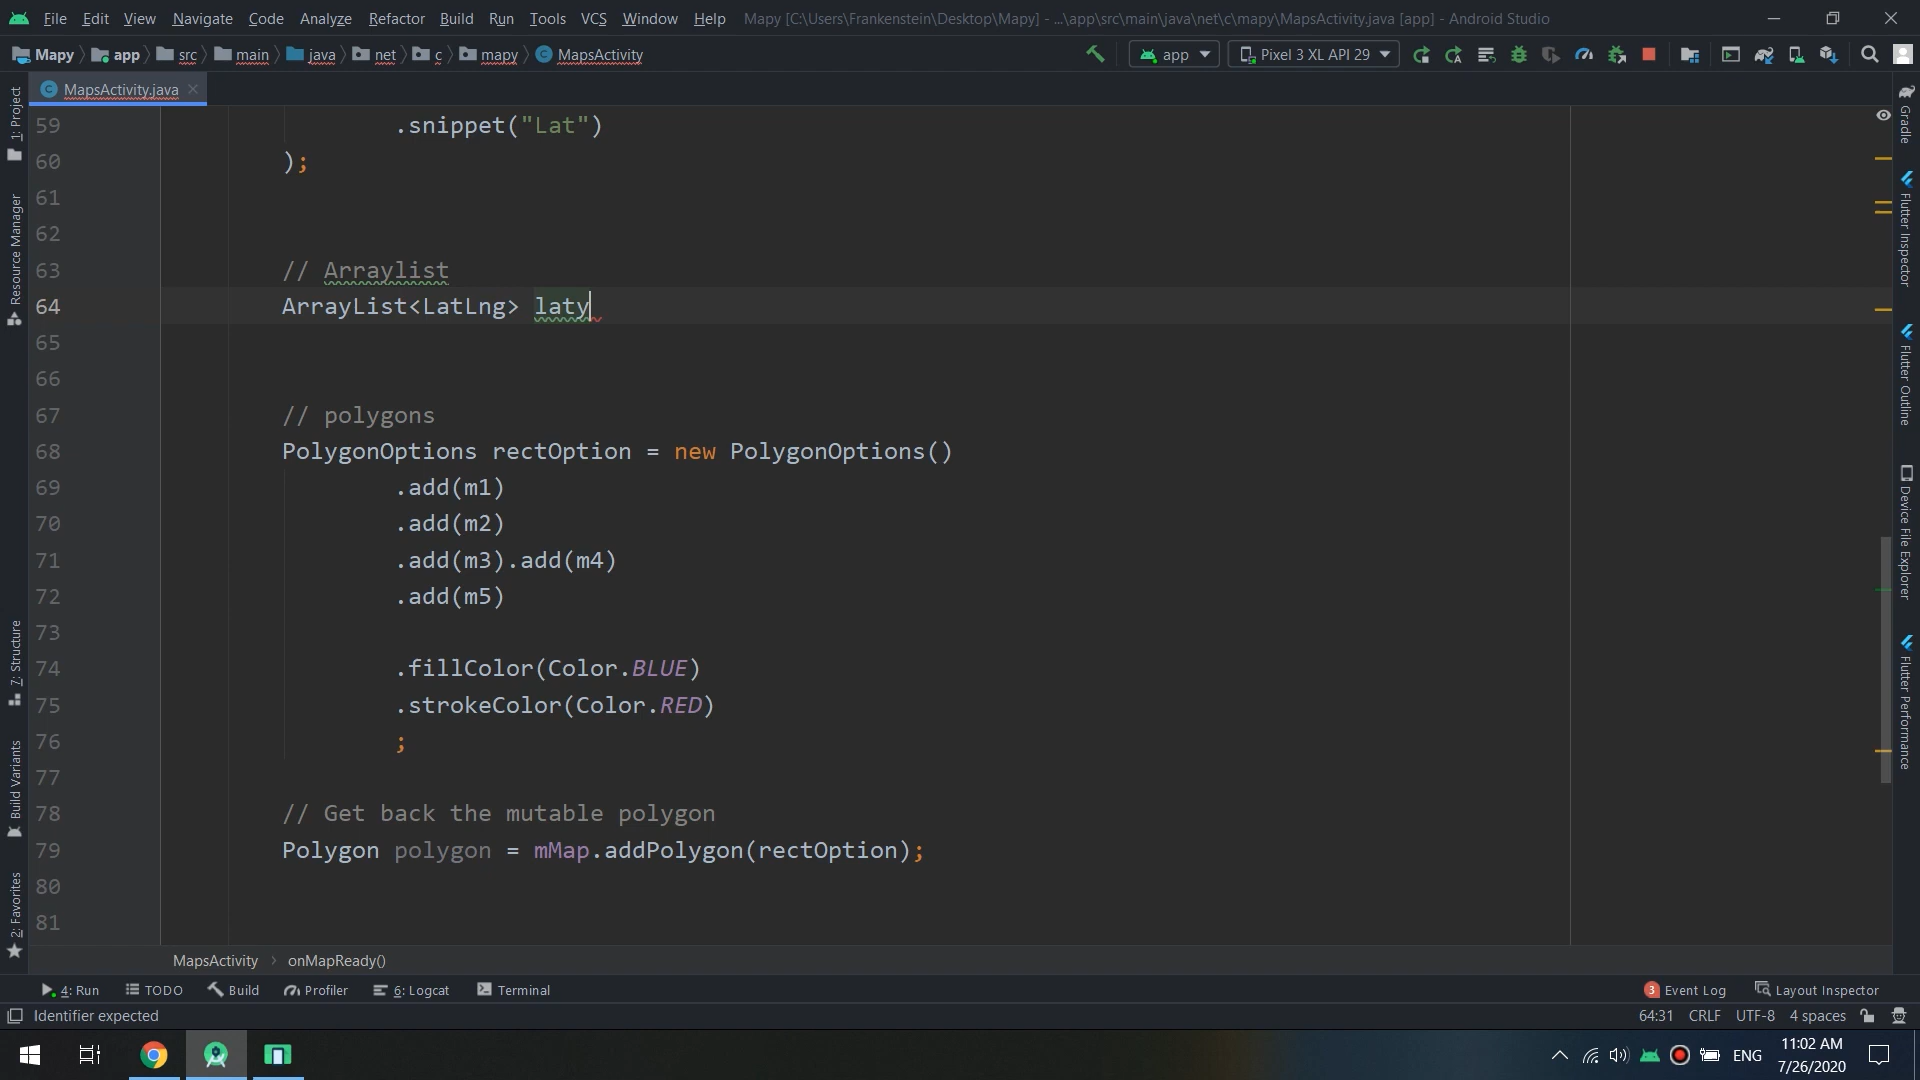 File Edit View Navigate Code Analyze Refactor Build Run Tools VCS Window Help Mapy [C:\Users\Frankenstein\Desktop\Mapy] - ...\app\src\main\java\net\c\mapy\MapsActivity.java [app] - Android Studio
Mapy app src main java net c mapy MapsActivity app Pixel 3 XL API 29
MapsActivity.java
1: Project
Resource Manager
7: Structure
Build Variants
2: Favorites
59 .snippet("Lat")
60 );
61
62
63 // Arraylist
64 ArrayList<LatLng> laty
65
66
67 // polygons
68 PolygonOptions rectOption = new PolygonOptions()
69 .add(m1)
70 .add(m2)
71 .add(m3).add(m4)
72 .add(m5)
73
74 .fillColor(Color.BLUE)
75 .strokeColor(Color.RED)
76 ;
77
78 // Get back the mutable polygon
79 Polygon polygon = mMap.addPolygon(rectOption);
80
81
Gradle
Flutter Inspector
Flutter Outline
Device File Explorer
Flutter Performance
MapsActivity onMapReady()
4: Run TODO Build Profiler 6: Logcat Terminal 3 Event Log Layout Inspector
Identifier expected 64:31 CRLF UTF-8 4 spaces
ENG 11:02 AM
7/26/2020